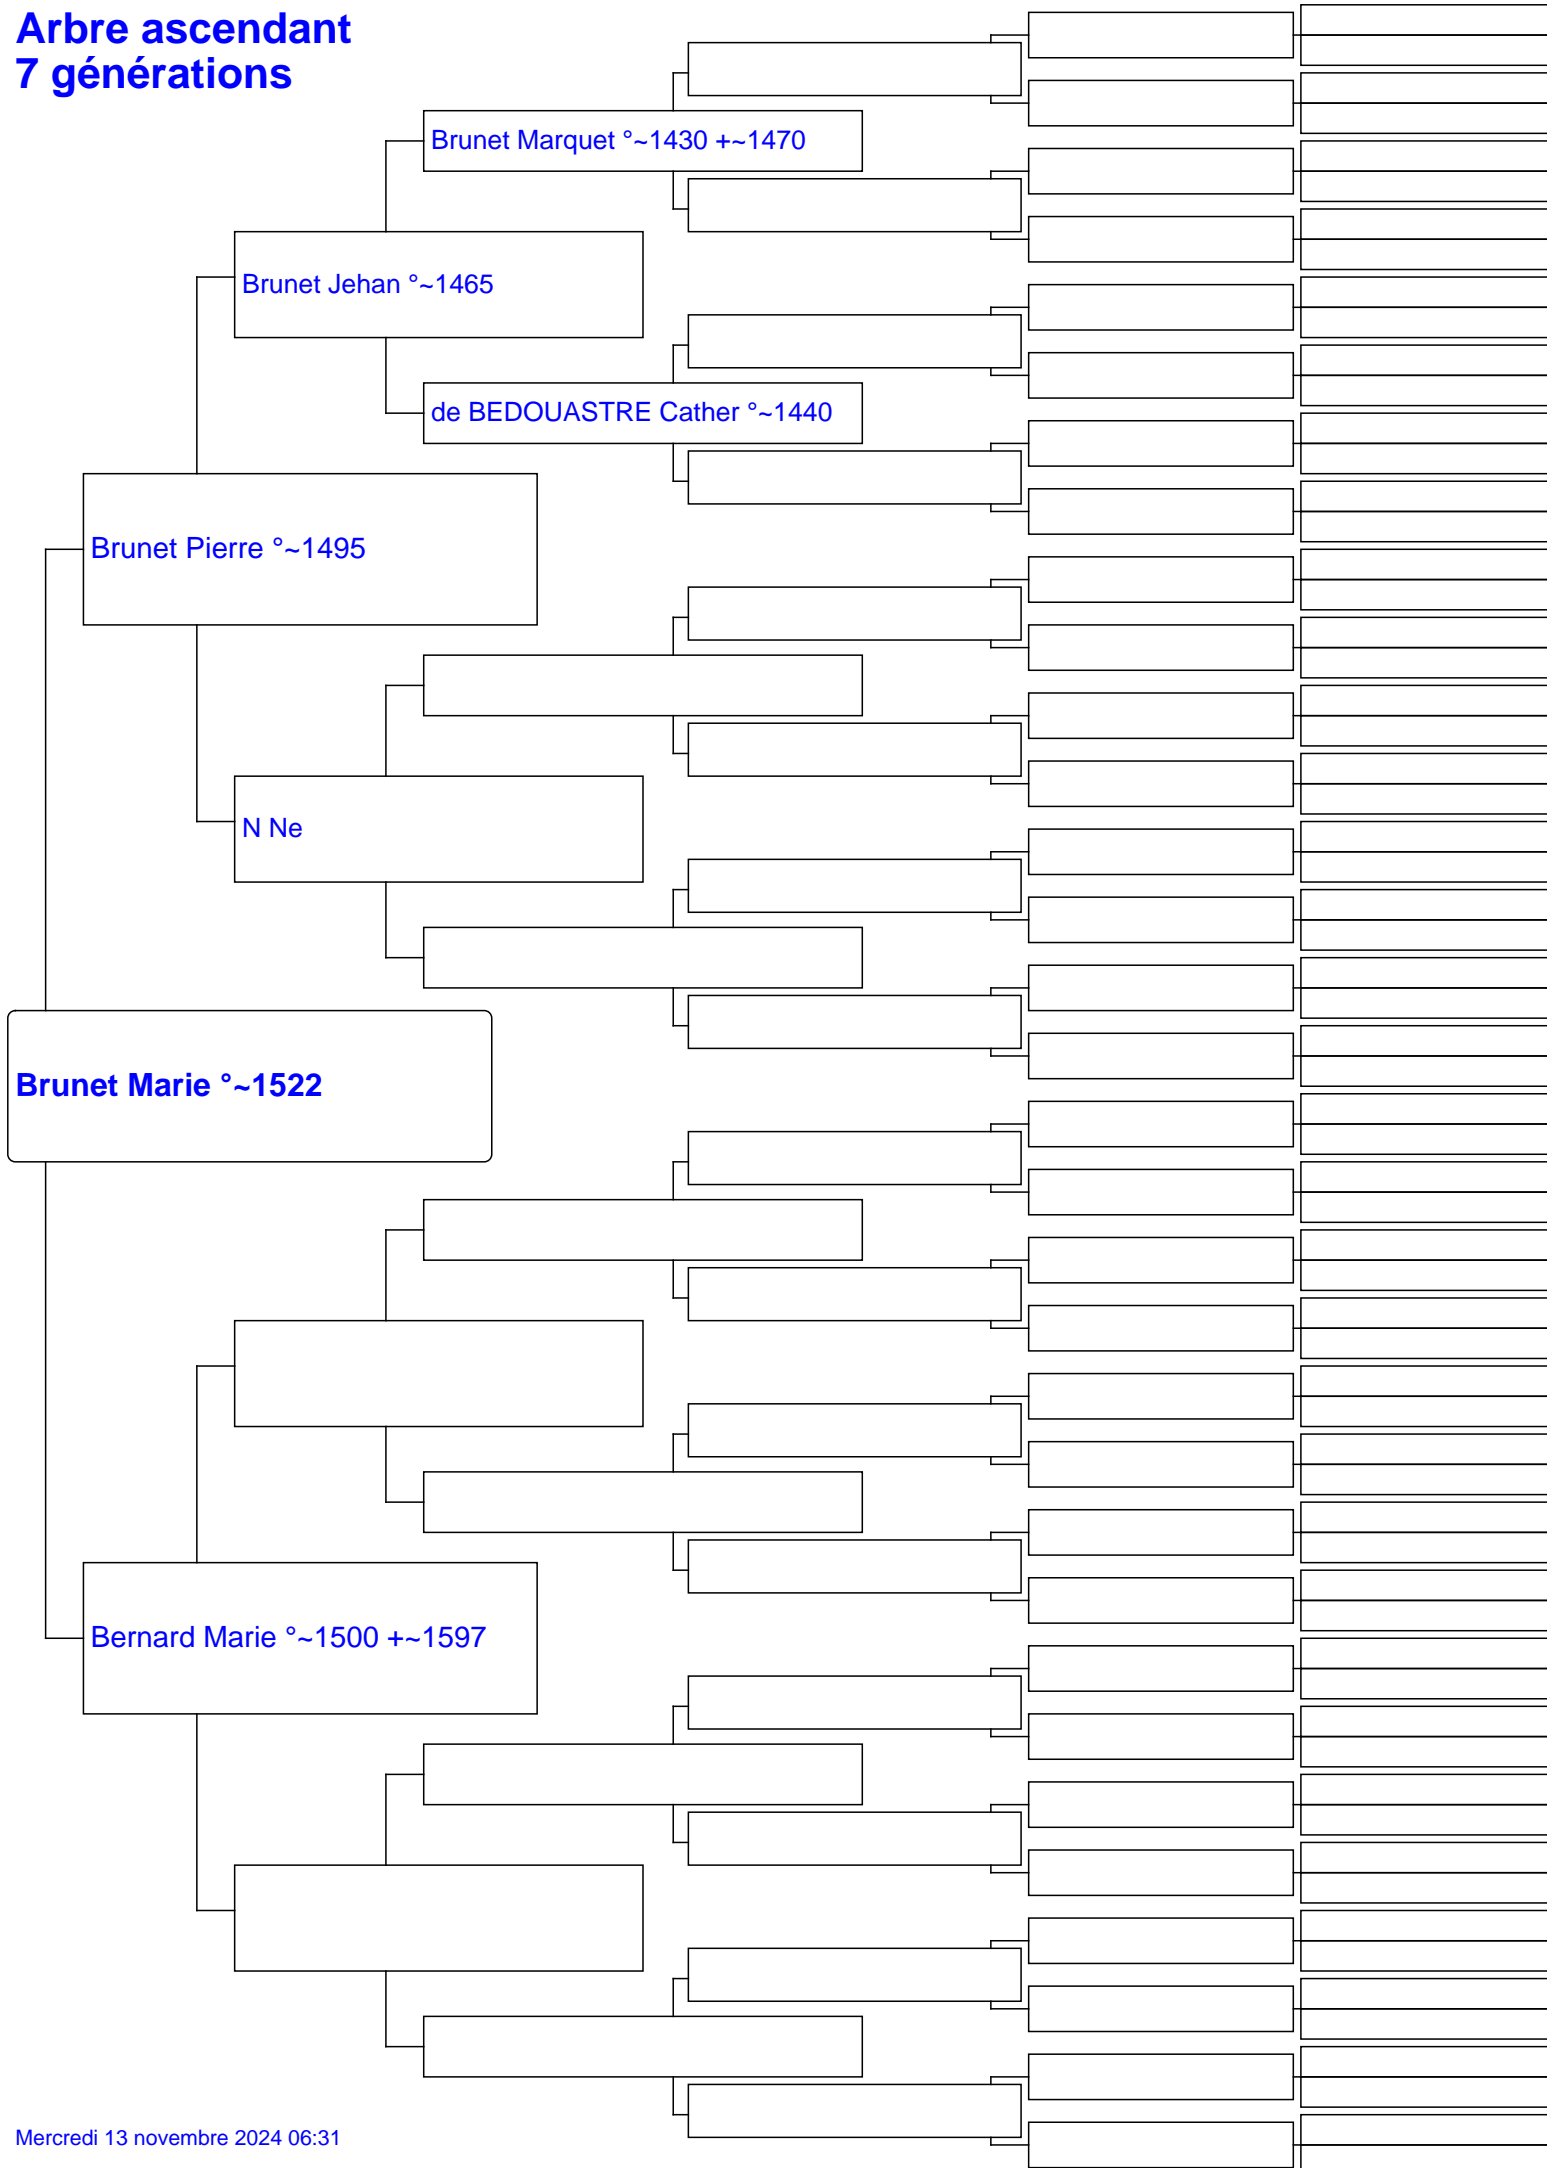 Arbre ascendant
7 générations
Brunet Marquet °~1430 +~1470
Brunet Jehan °~1465
de BEDOUASTRE Cather °~1440
Brunet Pierre °~1495
N Ne
Brunet Marie °~1522
Bernard Marie °~1500 +~1597
Mercredi 13 novembre 2024 06:31